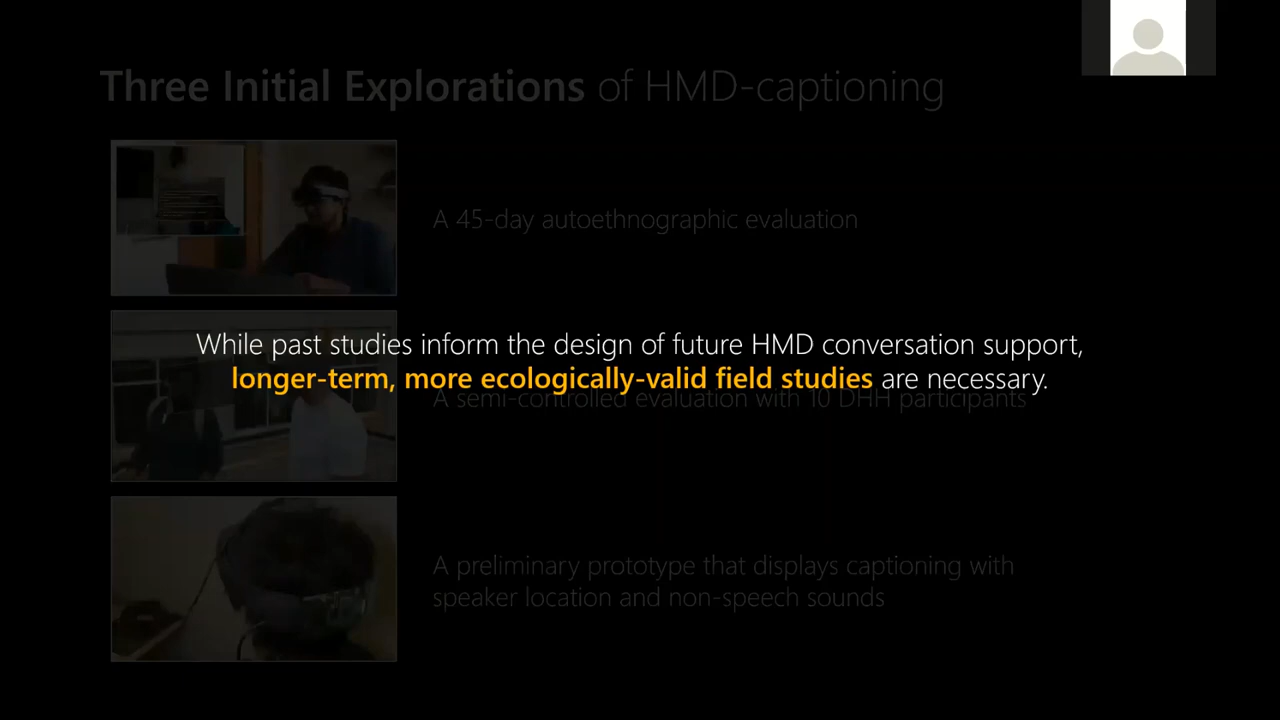 Three Initial Explorations of HMD-captioning
A 45-day autoethnographic evaluation
While past studies inform the design of future HMD conversation support,
longer-term, more ecologically-valid field studies are necessary.
A semi-controlled evaluation with 10 DHH participants
A preliminary prototype that displays captioning with
speaker location and non-speech sounds